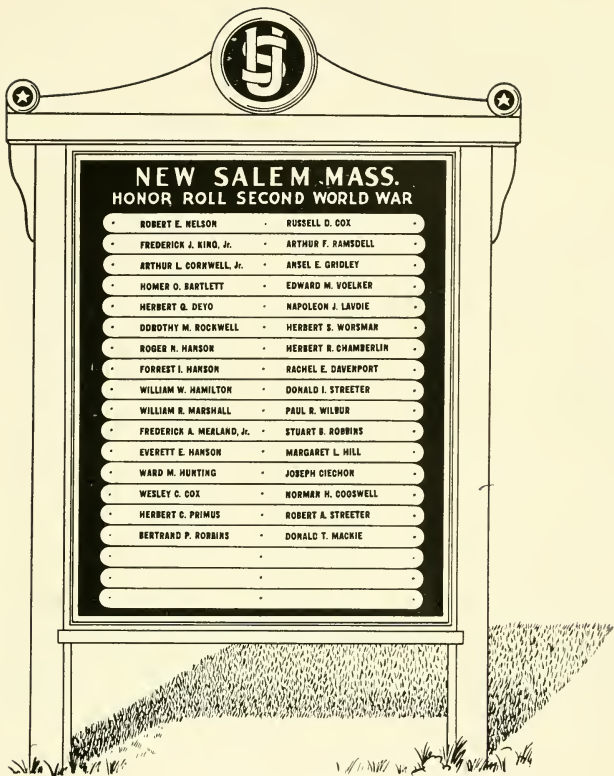 US
NEW SALEM MASS.
HONOR ROLL SECOND WORLD WAR
ROBERT E. NELSON · RUSSELL D. COX
FREDERICK J. KING, Jr. · ARTHUR F. RAMSDELL
ARTHUR L. CORNWELL, Jr. · ANSEL E. GRIDLEY
HOMER O. BARTLETT · EDWARD M. VOELKER
HERBERT Q. DEYO · NAPOLEON J. LAVOIE
DOROTHY M. ROCKWELL · HERBERT S. WORSMAN
ROGER N. HANSON · HERBERT R. CHAMBERLIN
FORREST I. HANSON · RACHEL E. DAVENPORT
WILLIAM W. HAMILTON · DONALD I. STREETER
WILLIAM R. MARSHALL · PAUL R. WILBUR
FREDERICK A. MERLAND, Jr. · STUART B. ROBBINS
EVERETT E. HANSON · MARGARET L. HILL
WARD M. HUNTING · JOSEPH CIECHON
WESLEY C. COX · NORMAN H. COOSWELL
HERBERT C. PRIMUS · ROBERT A. STREETER
BERTRAND P. ROBBINS · DONALD T. MACKIE